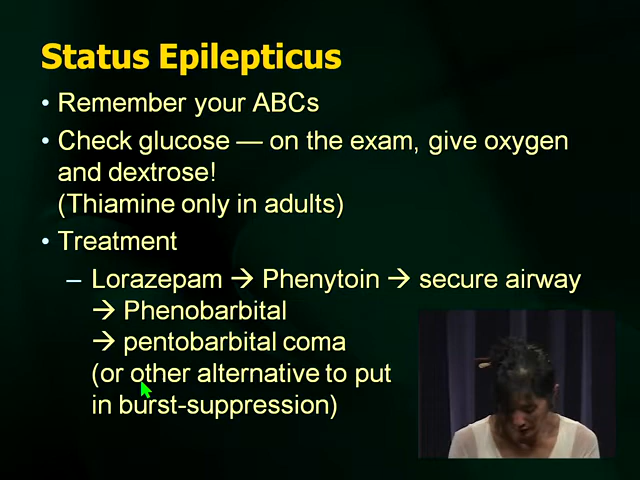 Status Epilepticus
• Remember your ABCs
• Check glucose — on the exam, give oxygen
and dextrose!
(Thiamine only in adults)
• Treatment
– Lorazepam → Phenytoin → secure airway
→ Phenobarbital
→ pentobarbital coma
(or other alternative to put
in burst-suppression)